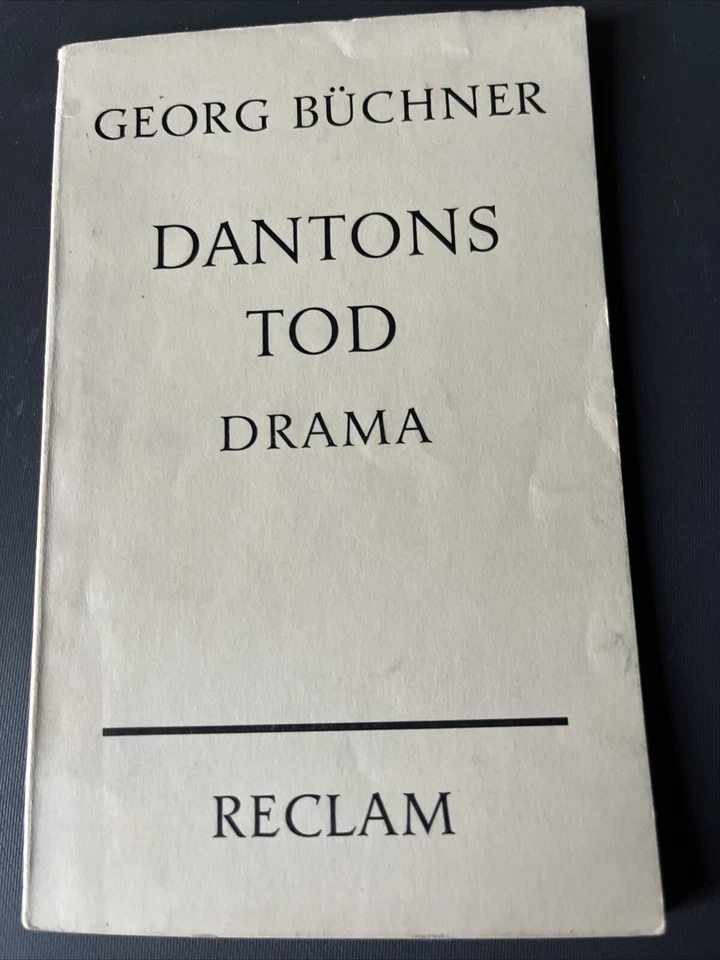 GEORG BÜCHNER
DANTONS
TOD
DRAMA
RECLAM